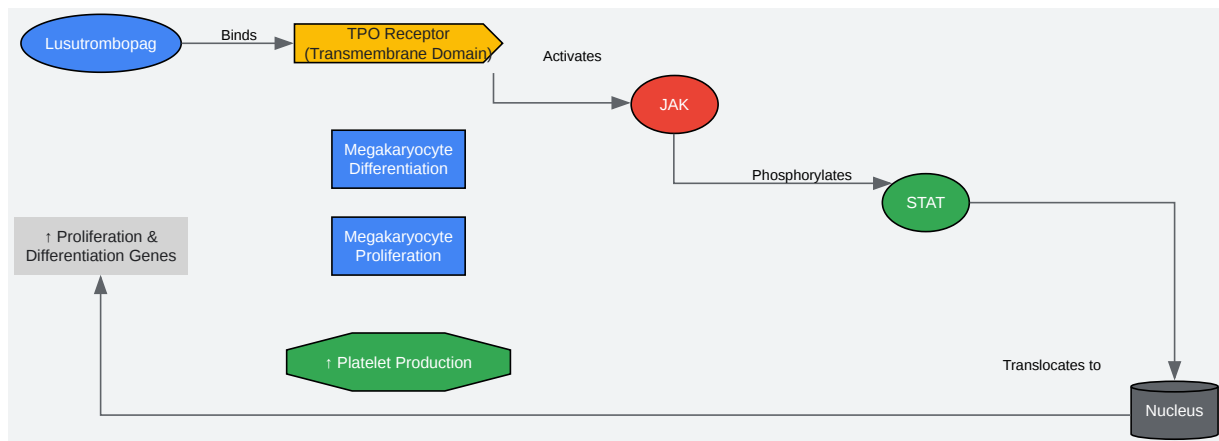 Lusutrombopag
Binds
TPO Receptor
(Transmembrane Domain)
Activates
JAK
Megakaryocyte
Differentiation
Phosphorylates
STAT
↑ Proliferation &
Differentiation Genes
Megakaryocyte
Proliferation
↑ Platelet Production
Translocates to
Nucleus